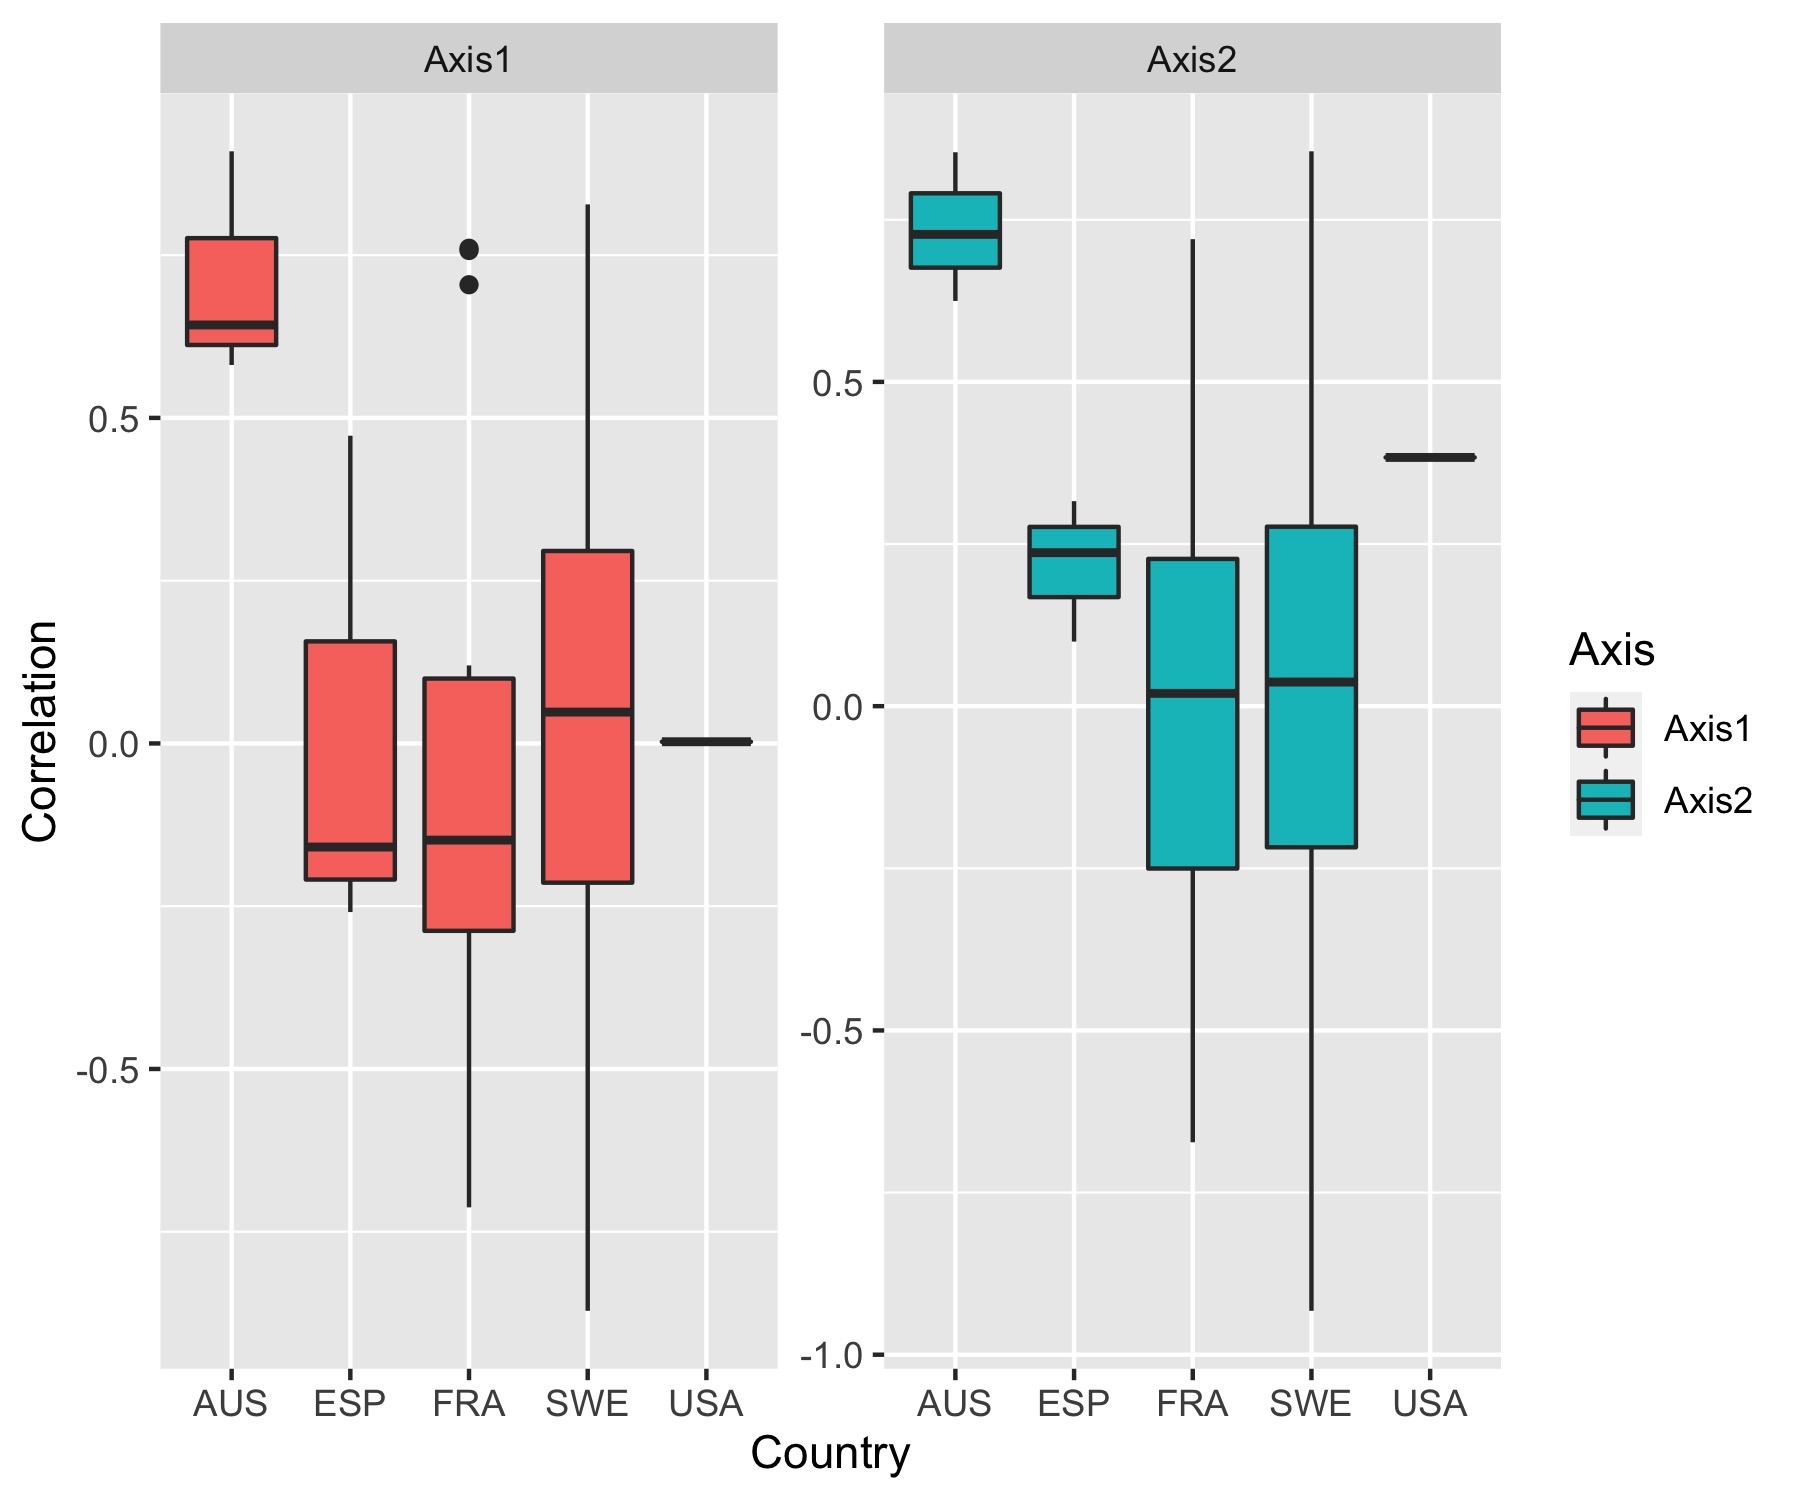 Axis1
Axis2
Correlation
0.5
0.0
-0.5
0.5
0.0
-0.5
-1.0
AUS ESP FRA SWE USA
AUS ESP FRA SWE USA
Country
Axis
Axis1
Axis2